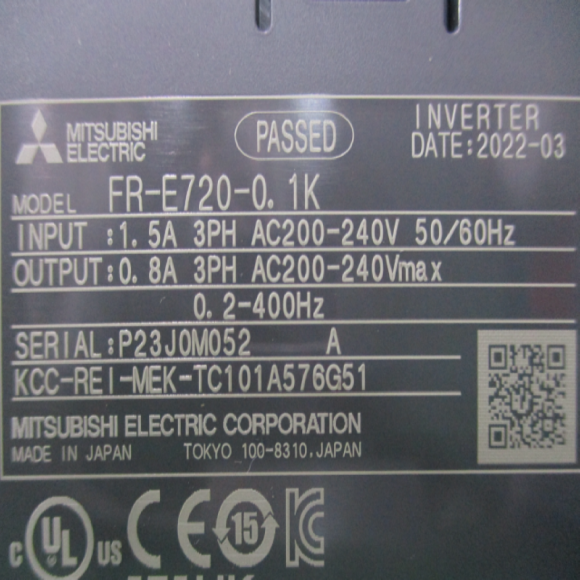 MITSUBISHI
ELECTRIC
PASSED
INVERTER
DATE:2022-03
MODEL FR-E720-0.1K
INPUT :1.5A 3PH AC200-240V 50/60Hz
OUTPUT:0.8A 3PH AC200-240Vmax
0.2-400Hz
SERIAL:P23J0M052 A
KCC-REI-MEK-TC101A576G51
MITSUBISHI ELECTRIC CORPORATION
MADE IN JAPAN TOKYO 100-8310,JAPAN
c UL US CE 15